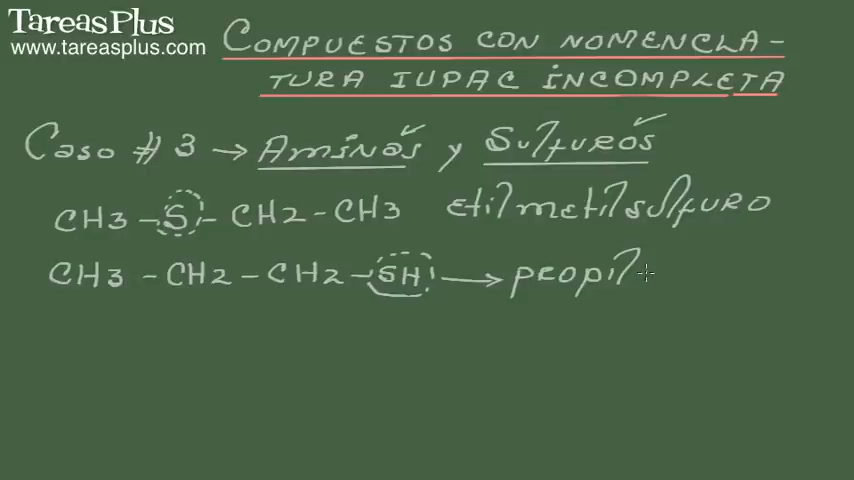 TareasPlus
www.tareasplus.com
COMPUESTOS CON NOMENCLA-
TURA IUPAC INCOMPLETA
Caso # 3 → AMINAS y SULFUROS
CH3 - S - CH2 - CH3 etilmetilsulfuro
CH3 - CH2 - CH2 - SH → propil